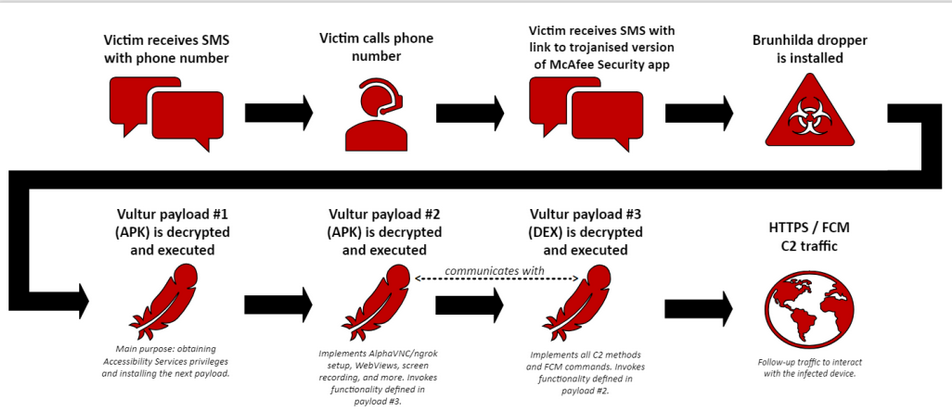 Victim receives SMS
with phone number
Victim calls phone
number
Victim receives SMS with
link to trojanised version
of McAfee Security app
Brunhilda dropper
is installed
Vultur payload #1
(APK) is decrypted
and executed
Main purpose: obtaining
Accessibility Services privileges
and installing the next payload.
Vultur payload #2
(APK) is decrypted
and executed
communicates with
Implements AlphaVNC/ngrok
setup, WebViews, screen
recording, and more. Invokes
functionality defined in
payload #3.
Vultur payload #3
(DEX) is decrypted
and executed
Implements all C2 methods
and FCM commands. Invokes
functionality defined in
payload #2.
HTTPS / FCM
C2 traffic
Follow-up traffic to interact
with the infected device.